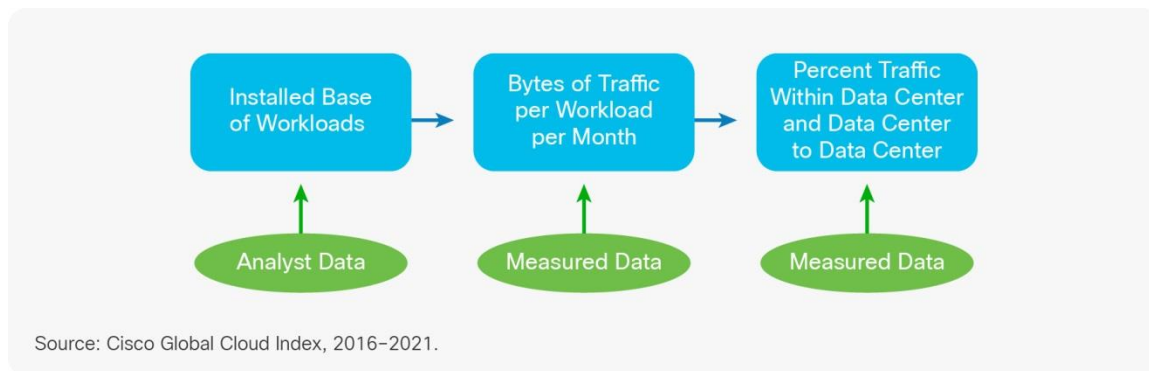 Installed Base
of Workloads
Bytes of Traffic
per Workload
per Month
Percent Traffic
Within Data Center
and Data Center
to Data Center
Analyst Data
Measured Data
Measured Data
Source: Cisco Global Cloud Index, 2016–2021.